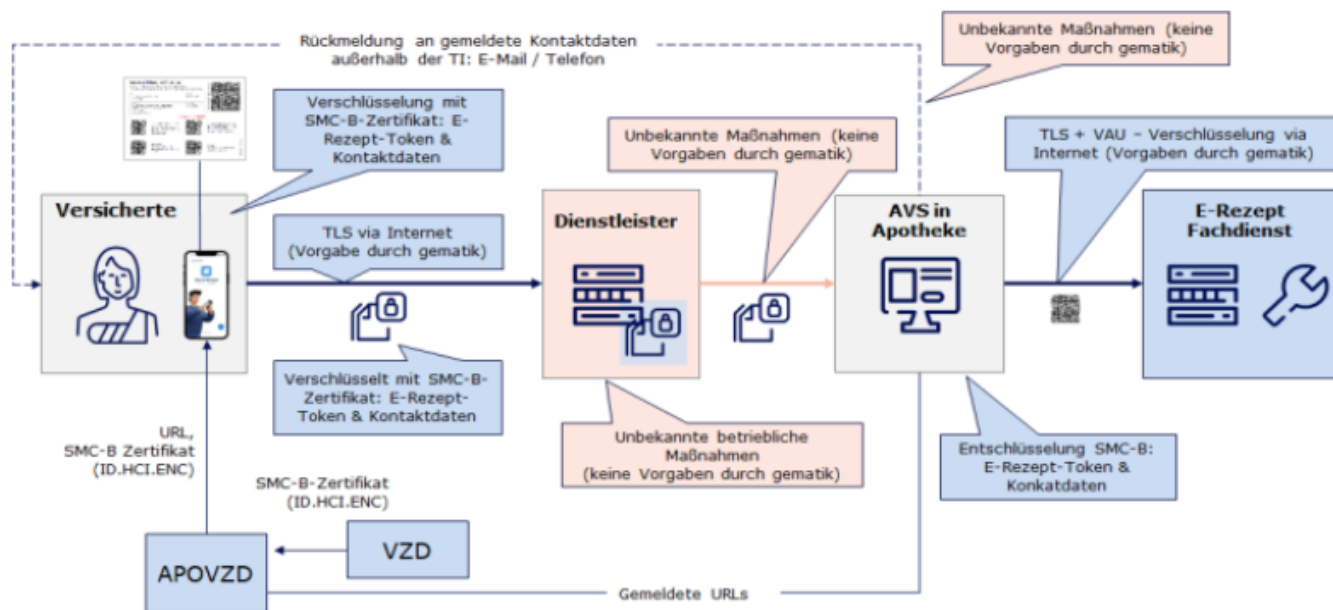 Rückmeldung an gemeldete Kontaktdaten
außerhalb der TI: E-Mail / Telefon
Unbekannte Maßnahmen (keine
Vorgaben durch gematik)
Verschlüsselung mit
SMC-B-Zertifikat: E-
Rezept-Token &
Kontaktdaten
Unbekannte Maßnahmen (keine
Vorgaben durch gematik)
TLS + VAU – Verschlüsselung via
Internet (Vorgaben durch gematik)
Versicherte
TLS via Internet
(Vorgabe durch gematik)
Dienstleister
AVS in
Apotheke
E-Rezept
Fachdienst
Verschlüsselt mit SMC-B-
Zertifikat: E-Rezept-
Token & Kontaktdaten
Unbekannte betriebliche
Maßnahmen
(keine Vorgaben durch gematik)
Entschlüsselung SMC-B:
E-Rezept-Token &
Konkatdaten
URL,
SMC-B Zertifikat
(ID.HCI.ENC)
SMC-B-Zertifikat
(ID.HCI.ENC)
VZD
APOVZD
Gemeldete URLs